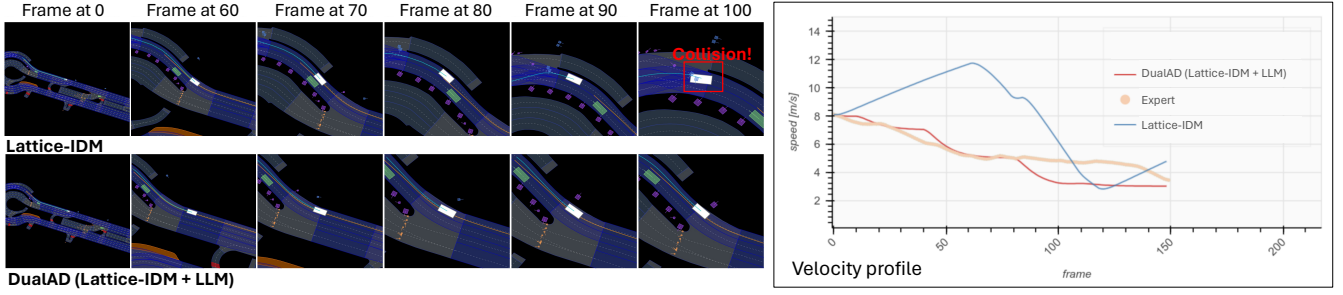 Frame at 0 Frame at 60 Frame at 70 Frame at 80 Frame at 90 Frame at 100
Collision!
Lattice-IDM
DualAD (Lattice-IDM + LLM)
14
12
10
8
6
4
2
speed [m/s]
0 50 100 150 200
frame
DualAD (Lattice-IDM + LLM)
Expert
Lattice-IDM
Velocity profile